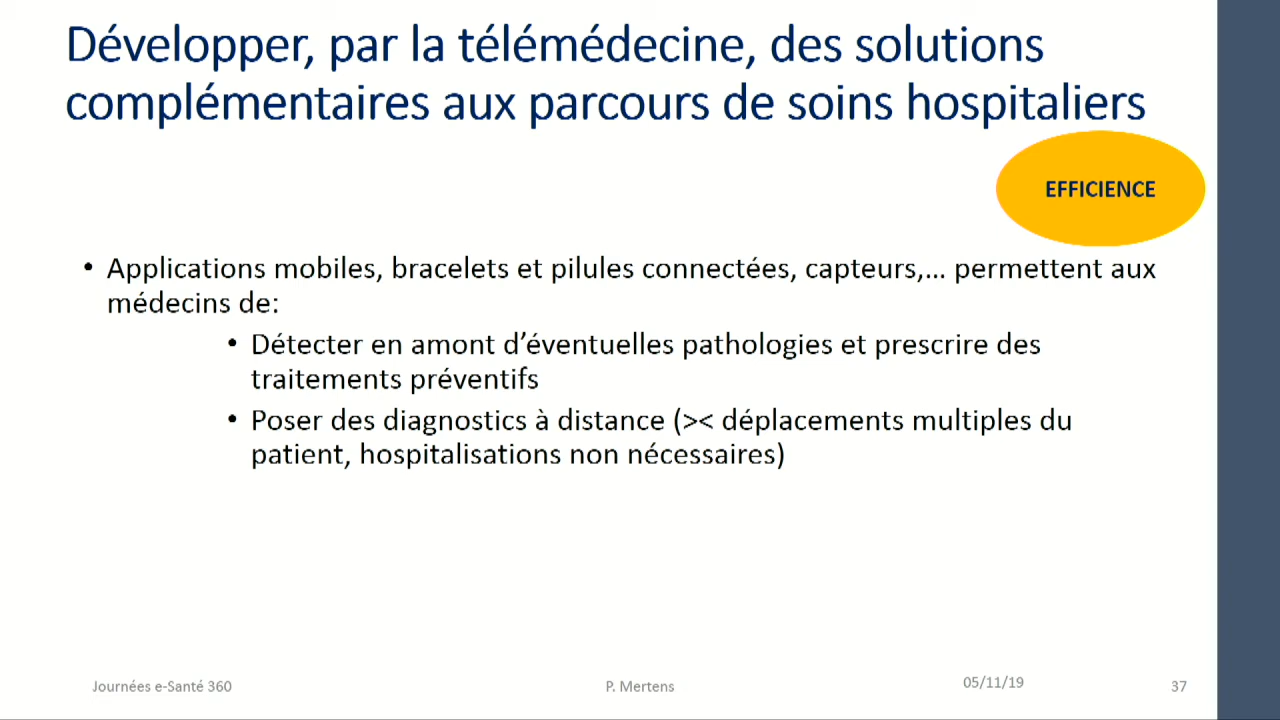 Développer, par la télémédecine, des solutions
complémentaires aux parcours de soins hospitaliers
EFFICIENCE
• Applications mobiles, bracelets et pilules connectées, capteurs,... permettent aux
médecins de:
• Détecter en amont d’éventuelles pathologies et prescrire des
traitements préventifs
• Poser des diagnostics à distance (>< déplacements multiples du
patient, hospitalisations non nécessaires)
Journées e-Santé 360
P. Mertens
05/11/19
37